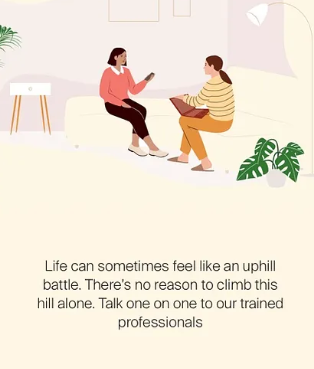 Life can sometimes feel like an uphill
battle. There's no reason to climb this
hill alone. Talk one on one to our trained
professionals